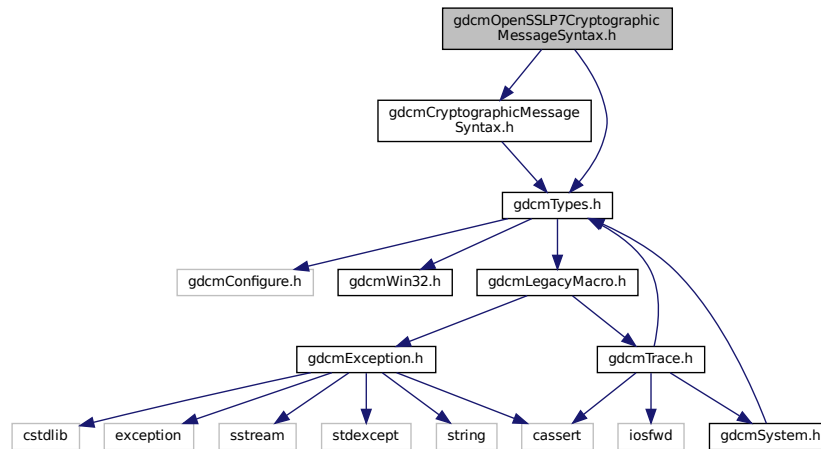 gdcmOpenSSLP7Cryptographic
MessageSyntax.h
gdcmCryptographicMessage
Syntax.h
gdcmTypes.h
gdcmConfigure.h
gdcmWin32.h
gdcmLegacyMacro.h
gdcmException.h
gdcmTrace.h
cstdlib
exception
sstream
stdexcept
string
cassert
iosfwd
gdcmSystem.h